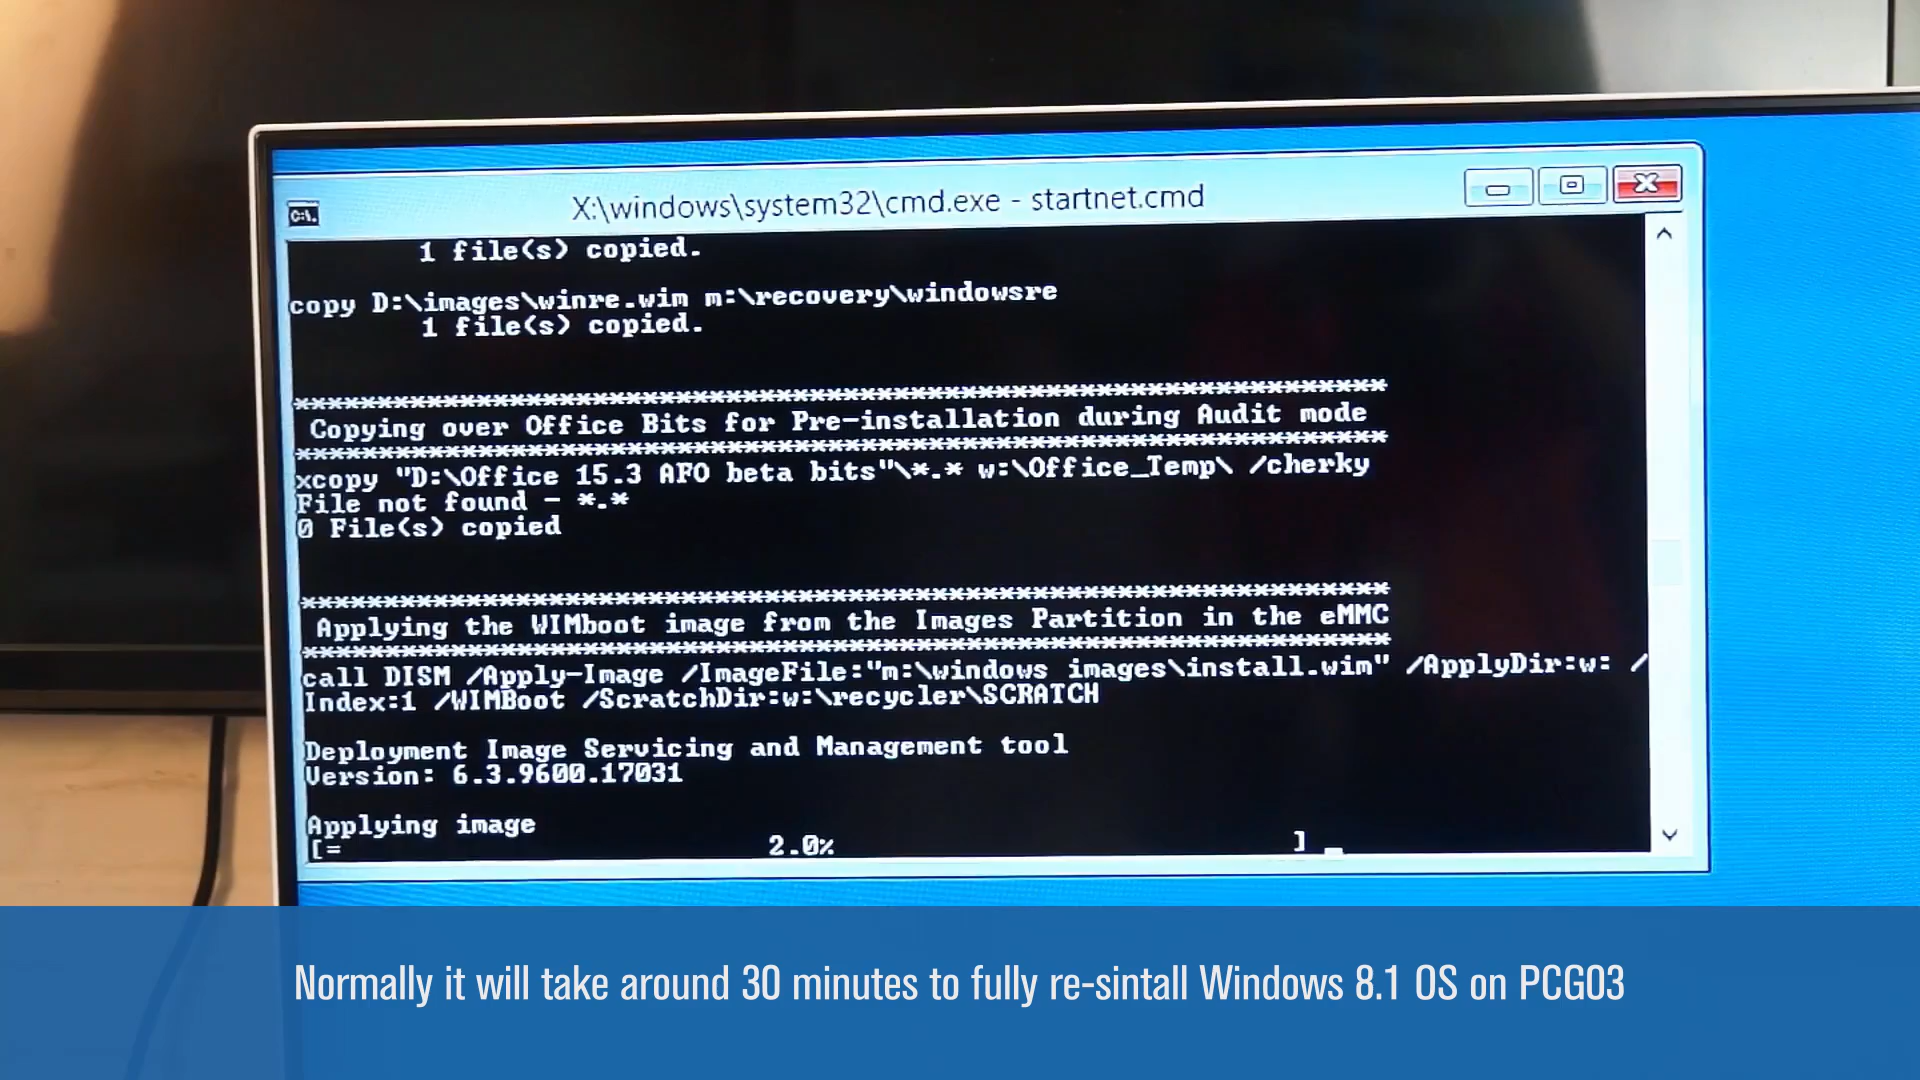 X:\windows\system32\cmd.exe - startnet.cmd
C:\.
1 file(s) copied.
copy D:\images\winre.wim m:\recovery\windowsre
1 file(s) copied.
*******************************************************************
Copying over Office Bits for Pre-installation during Audit mode
*******************************************************************
xcopy "D:\Office 15.3 AFO beta bits"\*.* w:\Office_Temp\ /cherky
File not found - *.*
0 File(s) copied
*******************************************************************
Applying the WIMboot image from the Images Partition in the eMMC
*******************************************************************
call DISM /Apply-Image /ImageFile:"m:\windows images\install.wim" /ApplyDir:w: /
Index:1 /WIMBoot /ScratchDir:w:\recycler\SCRATCH
Deployment Image Servicing and Management tool
Version: 6.3.9600.17031
Applying image
[= 2.0% ]
Normally it will take around 30 minutes to fully re-sintall Windows 8.1 OS on PCG03